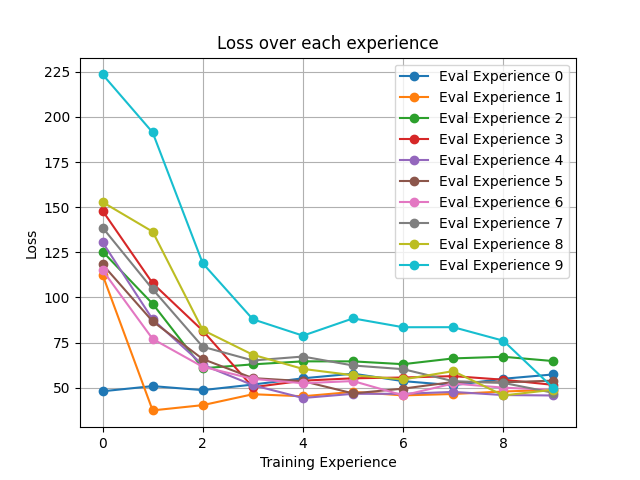 Loss over each experience
225
200
175
150
125
100
75
50
Loss
0
2
4
6
8
Training Experience
Eval Experience 0
Eval Experience 1
Eval Experience 2
Eval Experience 3
Eval Experience 4
Eval Experience 5
Eval Experience 6
Eval Experience 7
Eval Experience 8
Eval Experience 9